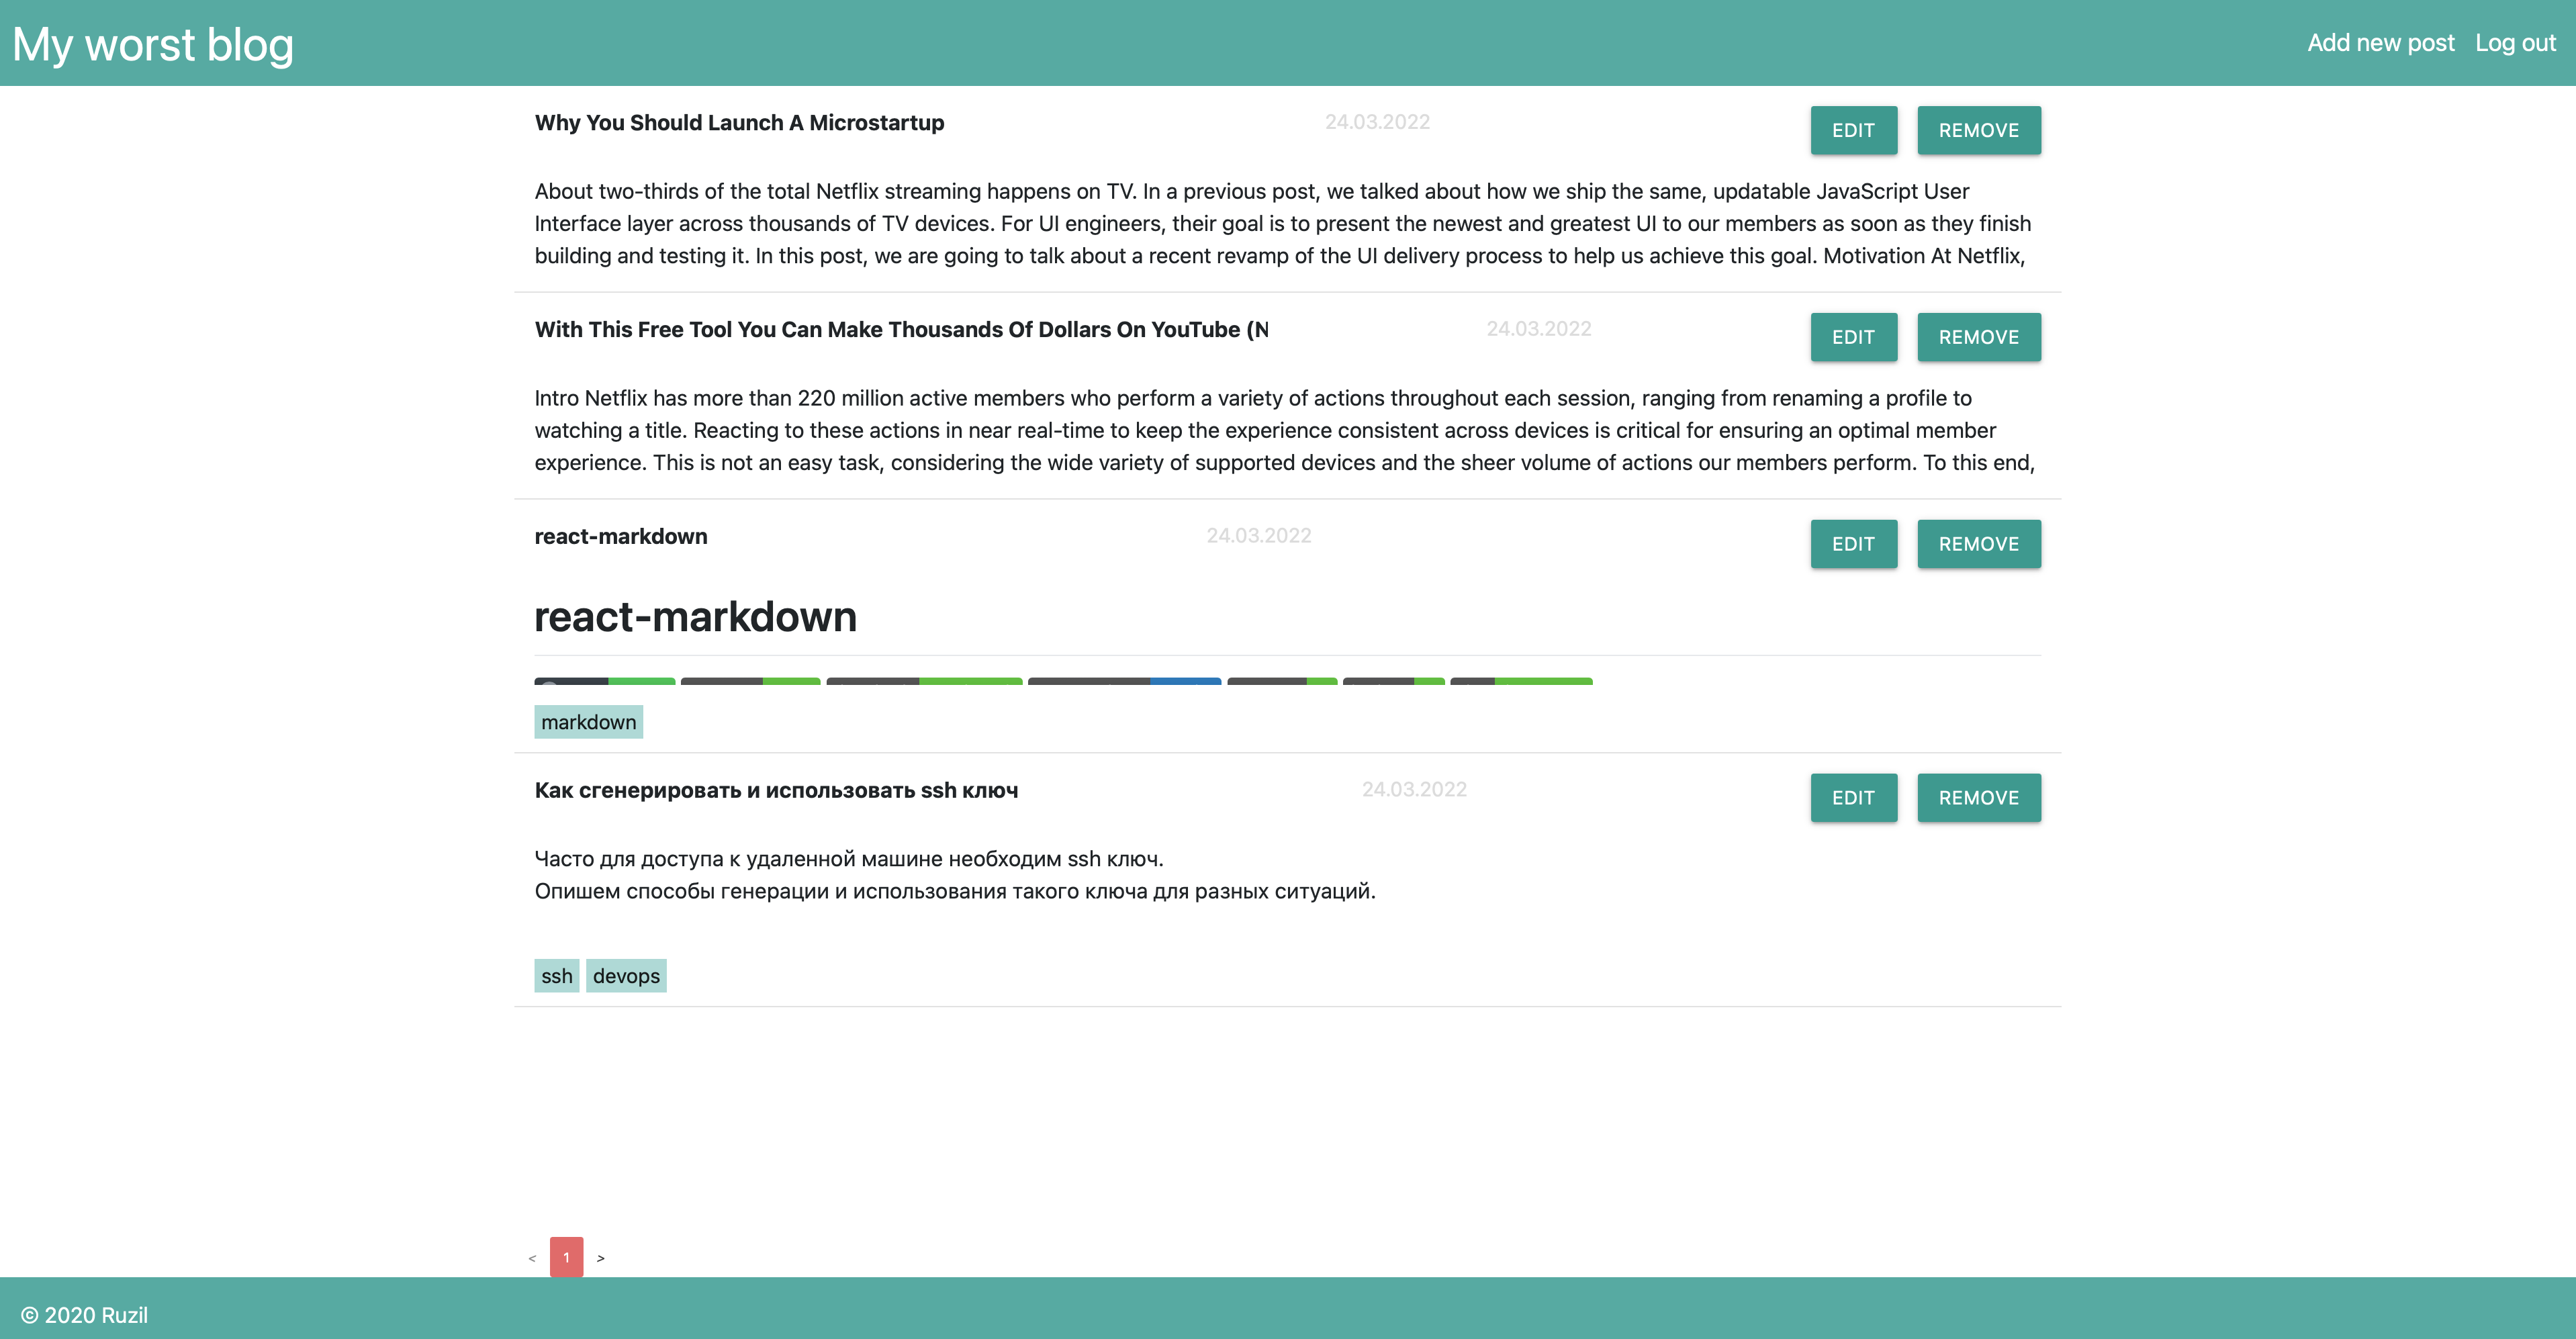 My worst blog
Add new post Log out
Why You Should Launch A Microstartup
24.03.2022
EDIT REMOVE
About two-thirds of the total Netflix streaming happens on TV. In a previous post, we talked about how we ship the same, updatable JavaScript User
Interface layer across thousands of TV devices. For UI engineers, their goal is to present the newest and greatest UI to our members as soon as they finish
building and testing it. In this post, we are going to talk about a recent revamp of the UI delivery process to help us achieve this goal. Motivation At Netflix,
With This Free Tool You Can Make Thousands Of Dollars On YouTube (N
24.03.2022
EDIT REMOVE
Intro Netflix has more than 220 million active members who perform a variety of actions throughout each session, ranging from renaming a profile to
watching a title. Reacting to these actions in near real-time to keep the experience consistent across devices is critical for ensuring an optimal member
experience. This is not an easy task, considering the wide variety of supported devices and the sheer volume of actions our members perform. To this end,
react-markdown
24.03.2022
EDIT REMOVE
react-markdown
markdown
Как сгенерировать и использовать ssh ключ
24.03.2022
EDIT REMOVE
Часто для доступа к удаленной машине необходим ssh ключ.
Опишем способы генерации и использования такого ключа для разных ситуаций.
ssh devops
< 1 >
© 2020 Ruzil